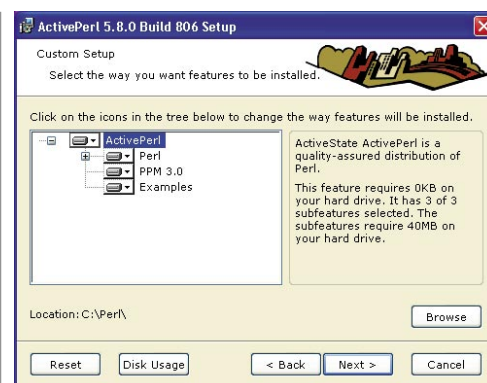 ActivePerl 5.8.0 Build 806 Setup
Custom Setup
Select the way you want features to be installed.
Click on the icons in the tree below to change the way features will be installed.
ActivePerl
Perl
PPM 3.0
Examples
ActiveState ActivePerl is a
quality-assured distribution of
Perl.
This feature requires 0KB on
your hard drive. It has 3 of 3
subfeatures selected. The
subfeatures require 40MB on
your hard drive.
Location: C:\Perl\
Browse
Reset
Disk Usage
< Back
Next >
Cancel